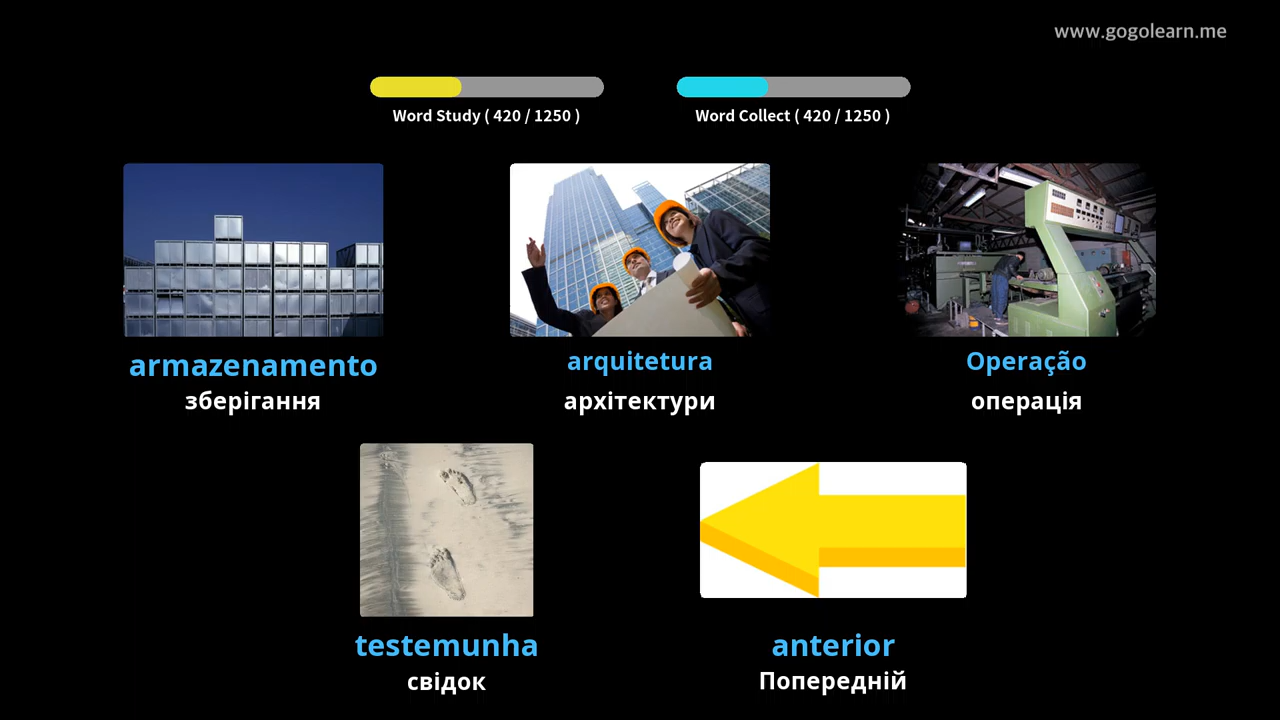 www.gogolearn.me
Word Study ( 420 / 1250 )
Word Collect ( 420 / 1250 )
armazenamento
зберігання
arquitetura
архітектури
Operação
операція
testemunha
свідок
anterior
Попередній